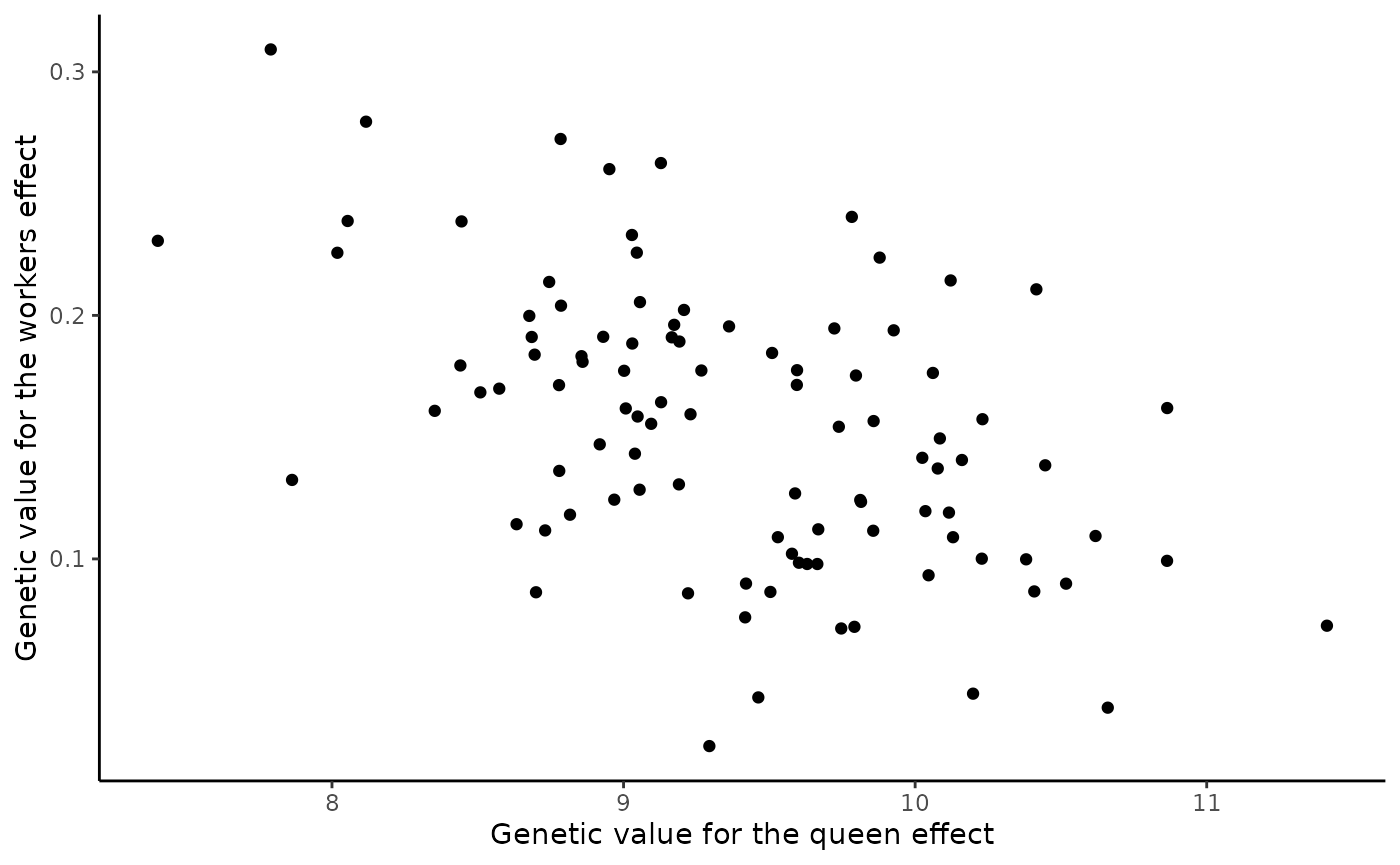 Genetic value for the workers effect
0.3
0.2
0.1
8 9 10 11
Genetic value for the queen effect